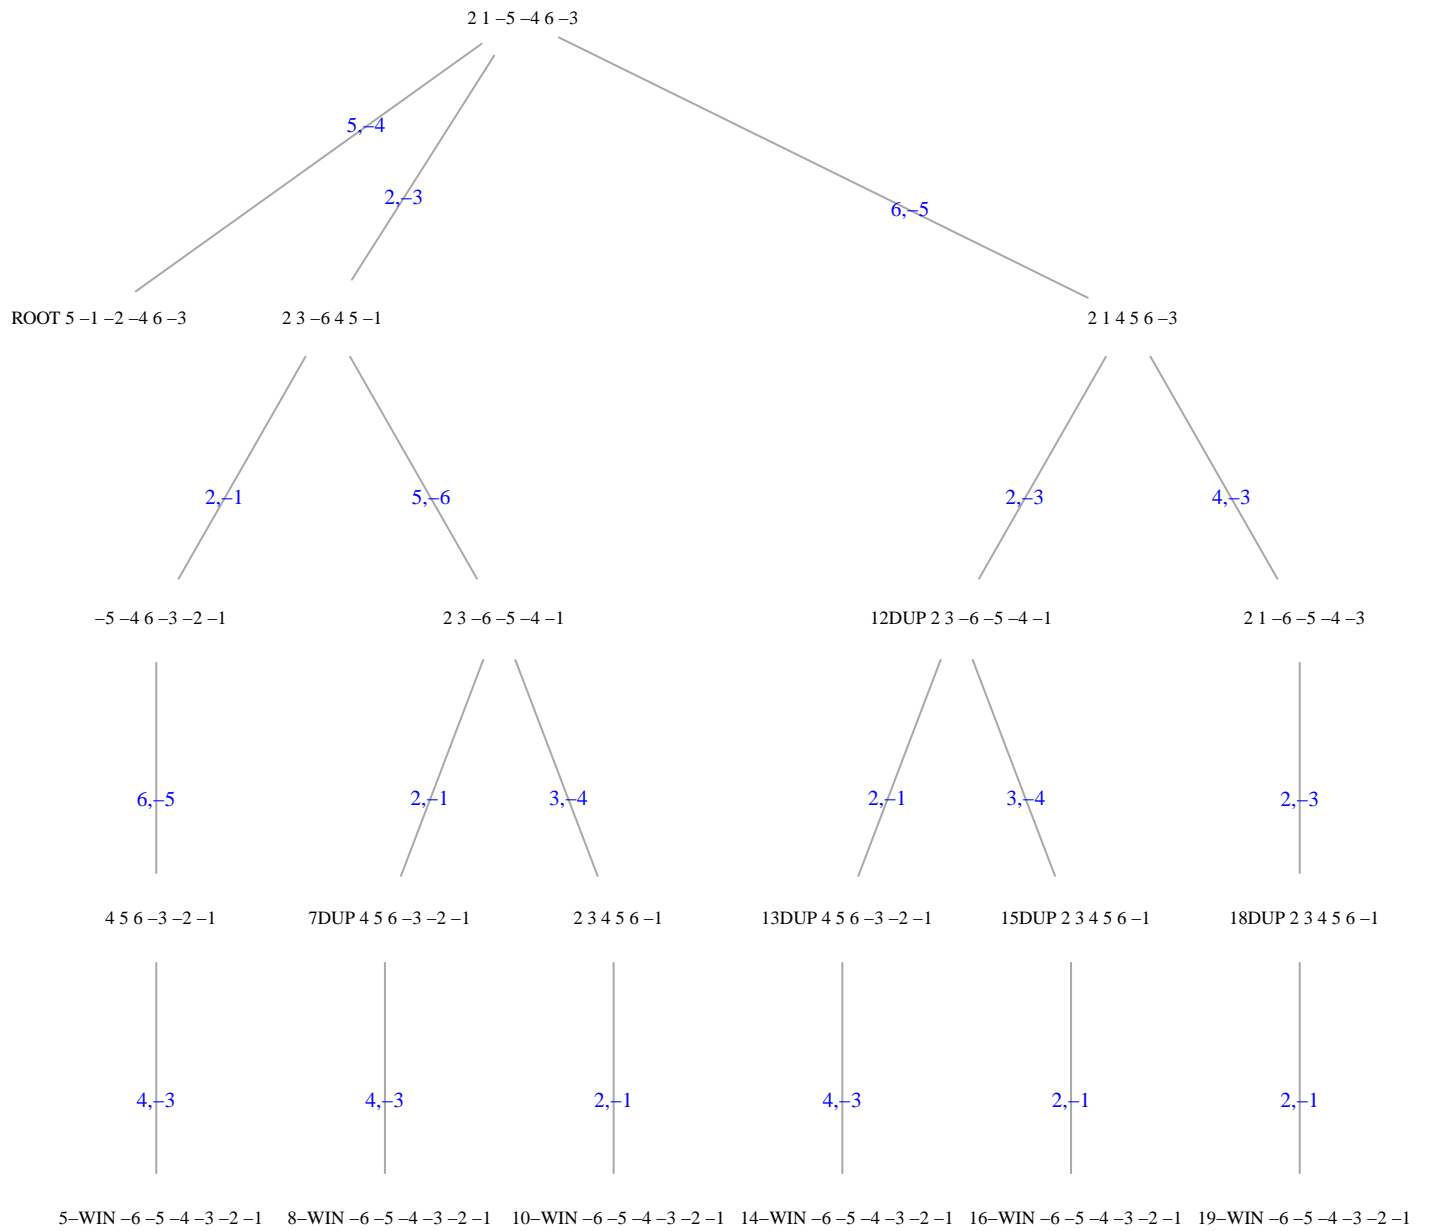 2 1 –5 –4 6 –3
5,–4
2,–3
6,–5
ROOT 5 –1 –2 –4 6 –3
2 3 –6 4 5 –1
2 1 4 5 6 –3
2,–1
5,–6
2,–3
4,–3
–5 –4 6 –3 –2 –1
2 3 –6 –5 –4 –1
12DUP 2 3 –6 –5 –4 –1
2 1 –6 –5 –4 –3
6,–5
2,–1
3,–4
2,–1
3,–4
2,–3
4 5 6 –3 –2 –1
7DUP 4 5 6 –3 –2 –1
2 3 4 5 6 –1
13DUP 4 5 6 –3 –2 –1
15DUP 2 3 4 5 6 –1
18DUP 2 3 4 5 6 –1
4,–3
4,–3
2,–1
4,–3
2,–1
2,–1
5–WIN –6 –5 –4 –3 –2 –1
8–WIN –6 –5 –4 –3 –2 –1
10–WIN –6 –5 –4 –3 –2 –1
14–WIN –6 –5 –4 –3 –2 –1
16–WIN –6 –5 –4 –3 –2 –1
19–WIN –6 –5 –4 –3 –2 –1